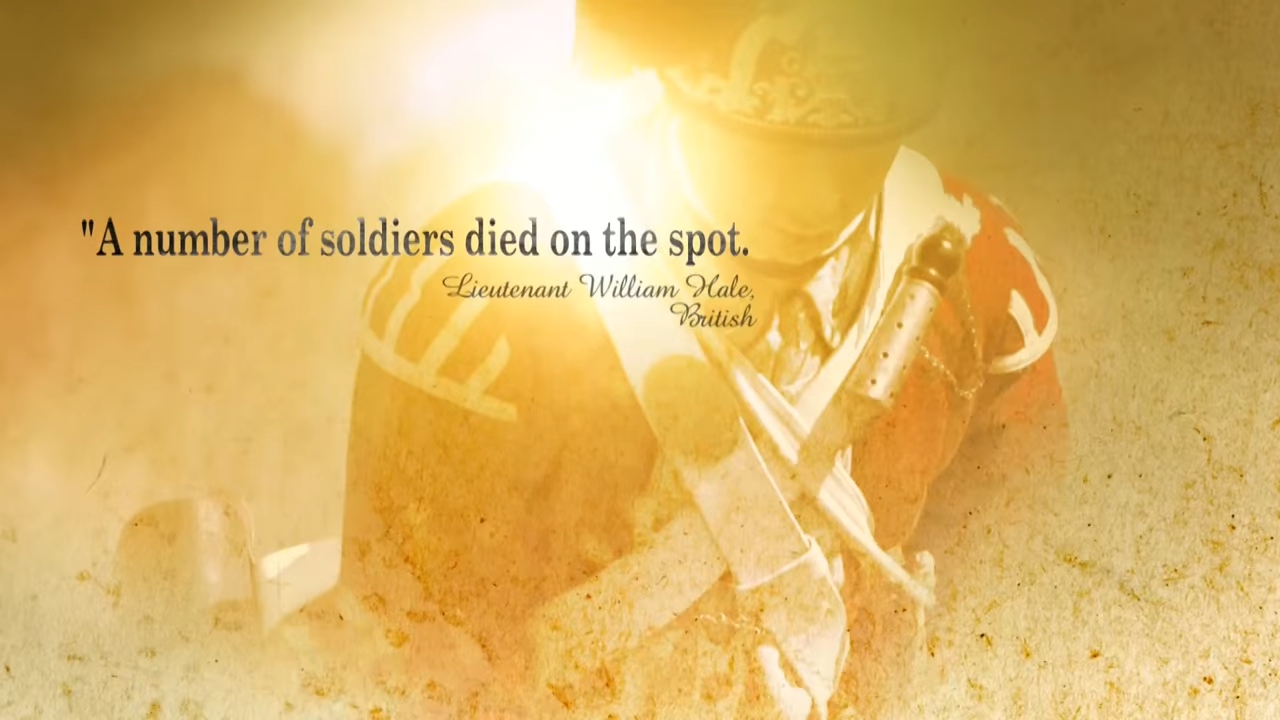 "A number of soldiers died on the spot.
Lieutenant William Hale,
British